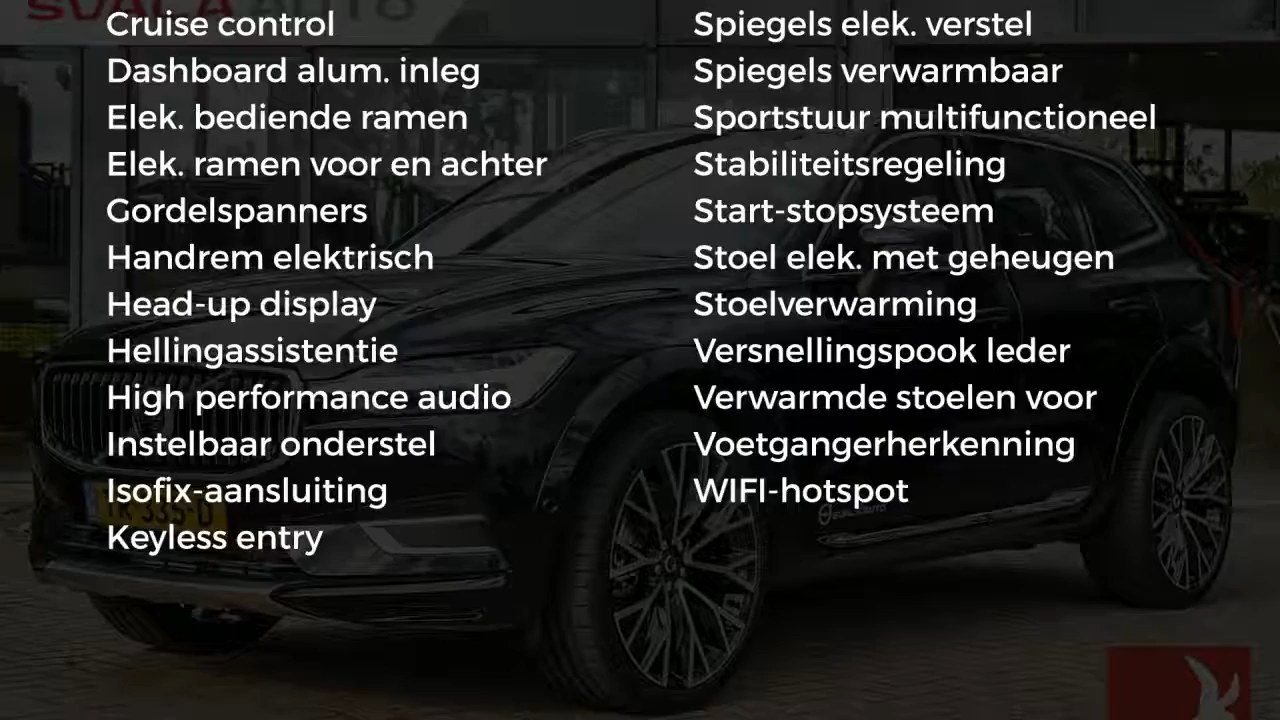 SVALA AUTO
Cruise control
Dashboard alum. inleg
Elek. bediende ramen
Elek. ramen voor en achter
Gordelspanners
Handrem elektrisch
Head-up display
Hellingassistentie
High performance audio
Instelbaar onderstel
Isofix-aansluiting
Keyless entry
Spiegels elek. verstel
Spiegels verwarmbaar
Sportstuur multifunctioneel
Stabiliteitsregeling
Start-stopsysteem
Stoel elek. met geheugen
Stoelverwarming
Versnellingspook leder
Verwarmde stoelen voor
Voetgangerherkenning
WIFI-hotspot